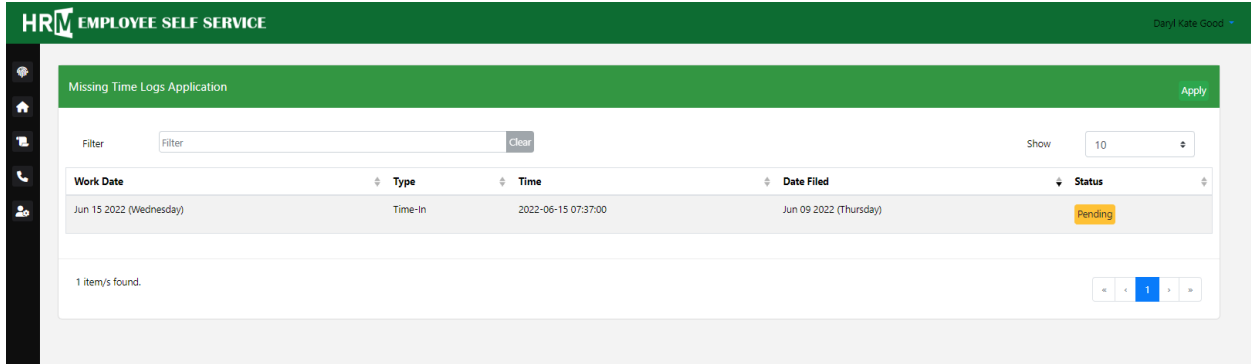 HRM EMPLOYEE SELF SERVICE
Daryl Kate Good
Missing Time Logs Application
Apply
Filter Filter Clear Show 10
Work Date Type Time Date Filed Status
Jun 15 2022 (Wednesday) Time-In 2022-06-15 07:37:00 Jun 09 2022 (Thursday) Pending
1 item/s found.
« ‹ 1 › »